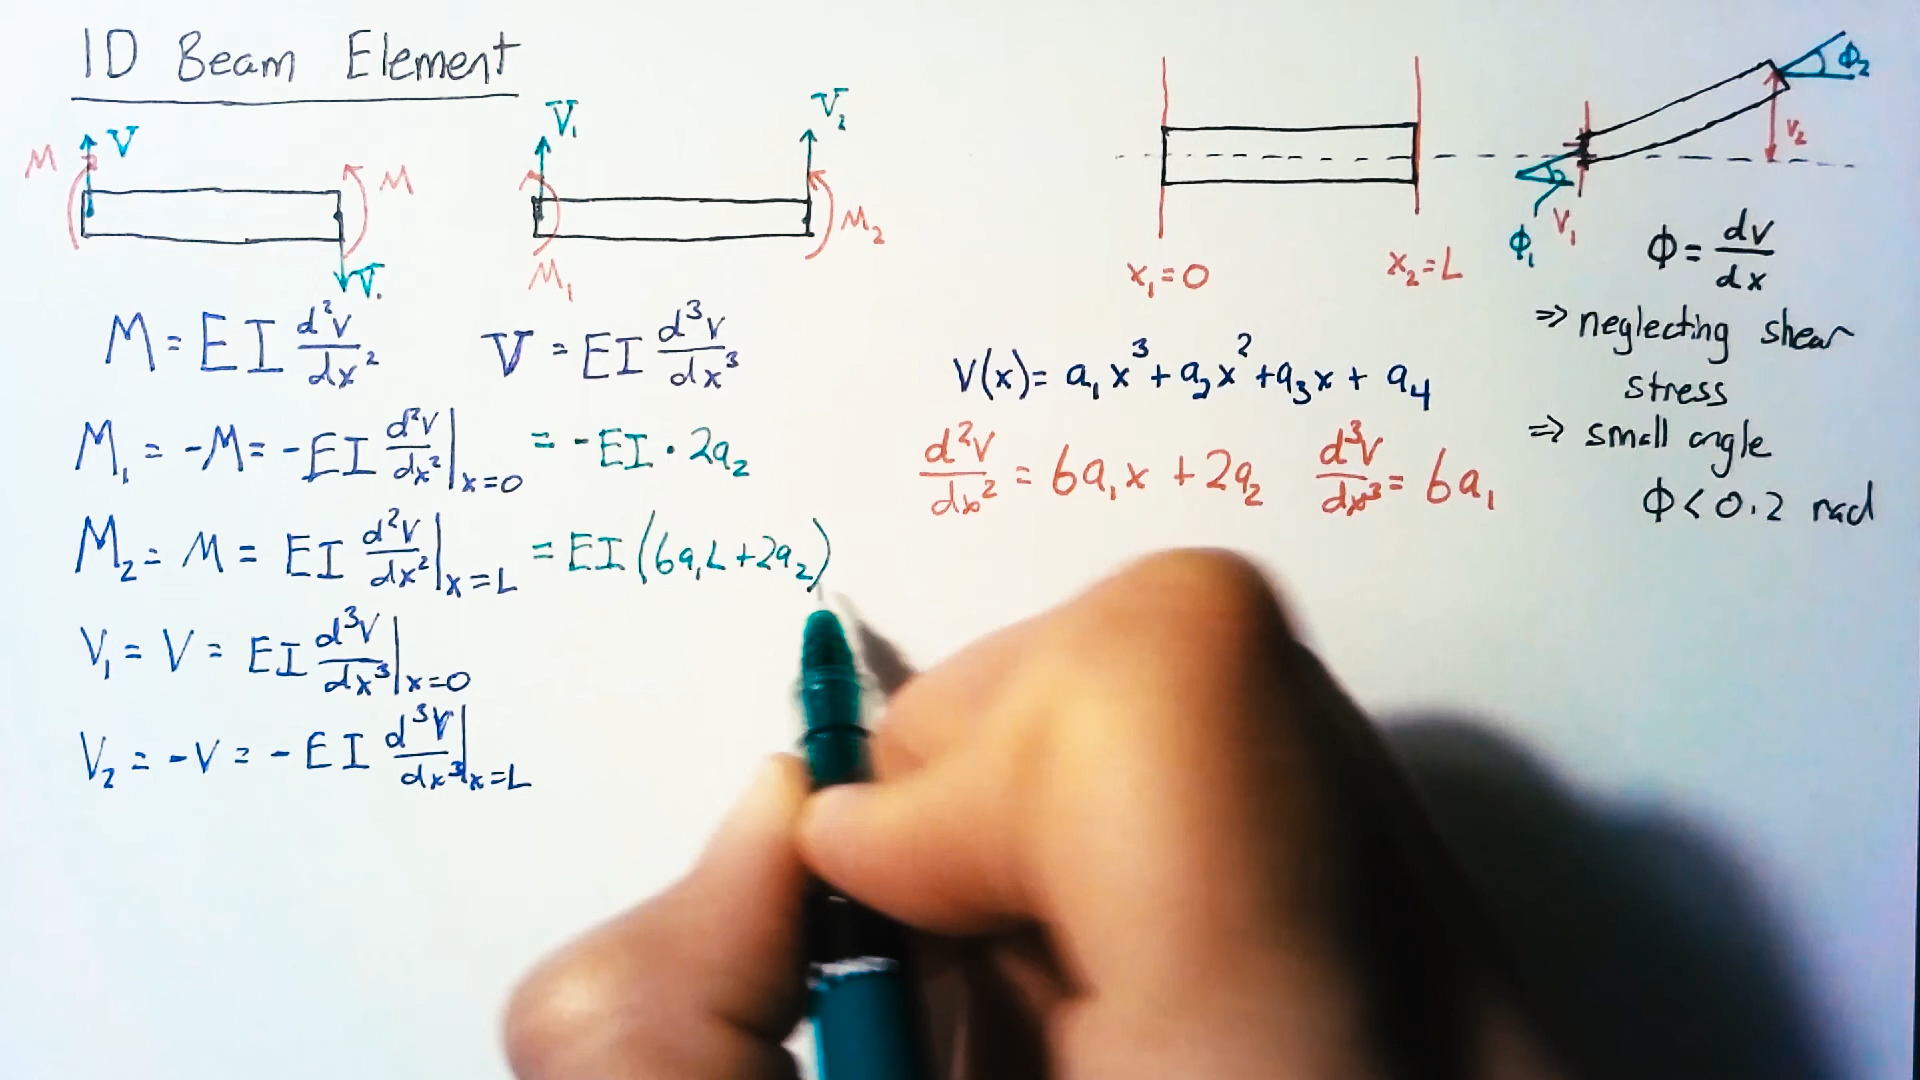 1D Beam Element
M V M V
V₁ V₂ M₁ M₂
x₁=0 x₂=L
ϕ₁ V₁ V₂ ϕ₂
ϕ = dv/dx
⇒ neglecting shear
stress
⇒ small angle
ϕ < 0.2 rad
M = EI d²v/dx² V = EI d³v/dx³
V(x) = a₁x³ + a₂x² + a₃x + a₄
d²v/dx² = 6a₁x + 2a₂ d³v/dx³ = 6a₁
M₁ = -M = -EI d²v/dx² |x=0 = -EI · 2a₂
M₂ = M = EI d²v/dx² |x=L = EI(6a₁L + 2a₂)
V₁ = V = EI d³v/dx³ |x=0
V₂ = -V = -EI d³v/dx³ |x=L